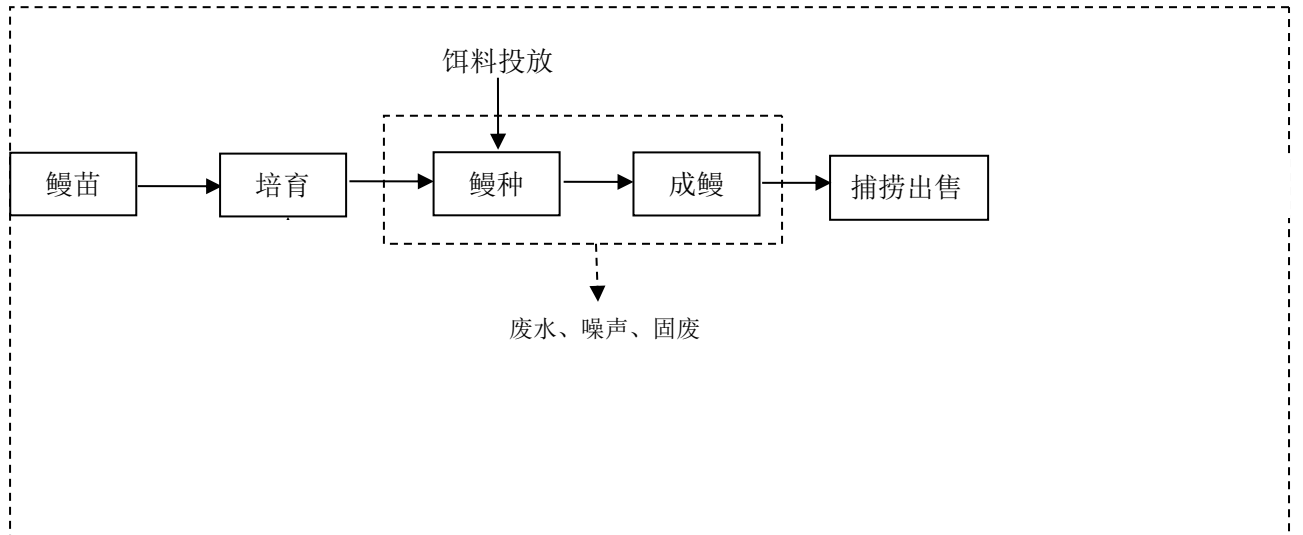 饵料投放
鳗苗
培育
鳗种
成鳗
捕捞出售
废水、噪声、固废